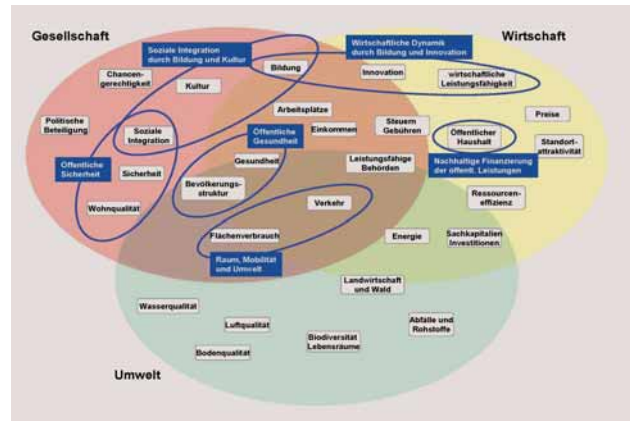 Gesellschaft
Soziale Integration
durch Bildung und Kultur
Wirtschaftliche Dynamik
durch Bildung und Innovation
Wirtschaft
Bildung
Innovation
wirtschaftliche
Leistungsfähigkeit
Chancen-
gerechtigkeit
Kultur
Arbeitsplätze
Preise
Politische
Beteiligung
Soziale
Integration
Öffentliche
Gesundheit
Einkommen
Steuern
Gebühren
Öffentlicher
Haushalt
Standort-
attraktivität
Öffentliche
Sicherheit
Sicherheit
Gesundheit
Leistungsfähige
Behörden
Nachhaltige Finanzierung
der öffentl. Leistungen
Bevölkerungs-
struktur
Ressourcen-
effizienz
Wohnqualität
Verkehr
Flächenverbrauch
Energie
Sachkapitalien
Investitionen
Raum, Mobilität
und Umwelt
Landwirtschaft
und Wald
Wasserqualität
Luftqualität
Abfälle und
Rohstoffe
Biodiversität
Lebensräume
Bodenqualität
Umwelt